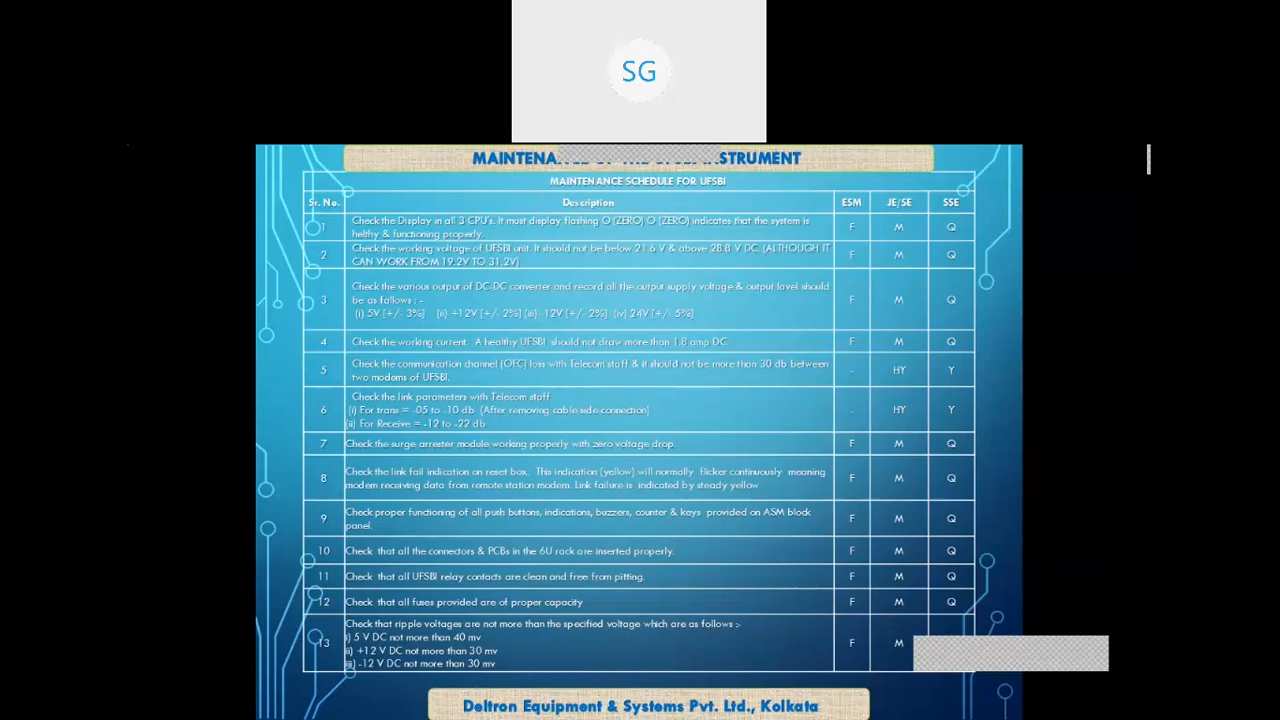 SG
MAINTENANCE OF THE UFSBI INSTRUMENT
MAINTENANCE SCHEDULE FOR UFSBI
Sr. No. Description ESM JE/SE SSE
1 Check the Display in all 3 CPU's. It must display flashing O (ZERO) O (ZERO) indicates that the system is
helthy & functioning properly. F M Q
2 Check the working voltage of UFSBI unit. It should not be below 21.6 V & above 28.8 V DC. (ALTHOUGH IT
CAN WORK FROM 19.2V TO 31.2V) F M Q
3 Check the various output of DC-DC converter and record all the output supply voltage & output lavel should
be as fallows : -
(i) 5V [+/- 3%] (ii) +12V [+/- 2%] (iii) -12V [+/- 2%] (iv) 24V [+/- 5%] F M Q
4 Check the working current. A healthy UFSBI should not draw more than 1.8 amp DC. F M Q
5 Check the communication channel (OFC) loss with Telecom staff & it should not be more than 30 db between
two modems of UFSBI. - HY Y
6 Check the link parameters with Telecom staff
(i) For trans = -05 to -10 db (After removing cable side connection)
(ii) For Receive = -12 to -22 db - HY Y
7 Check the surge arrester module working properly with zero voltage drop. F M Q
8 Check the link fail indication on reset box. This indication (yellow) will normally flicker continuously meaning
modem receiving data from remote station modem. Link failure is indicated by steady yellow F M Q
9 Check proper functioning of all push buttons, indications, buzzers, counter & keys provided on ASM block
panel. F M Q
10 Check that all the connectors & PCBs in the 6U rack are inserted properly. F M Q
11 Check that all UFSBI relay contacts are clean and free from pitting. F M Q
12 Check that all fuses provided are of proper capacity F M Q
13 Check that ripple voltages are not more than the specified voltage which are as follows :-
i) 5 V DC not more than 40 mv
ii) +12 V DC not more than 30 mv
iii) -12 V DC not more than 30 mv F M
Deltron Equipment & Systems Pvt. Ltd., Kolkata